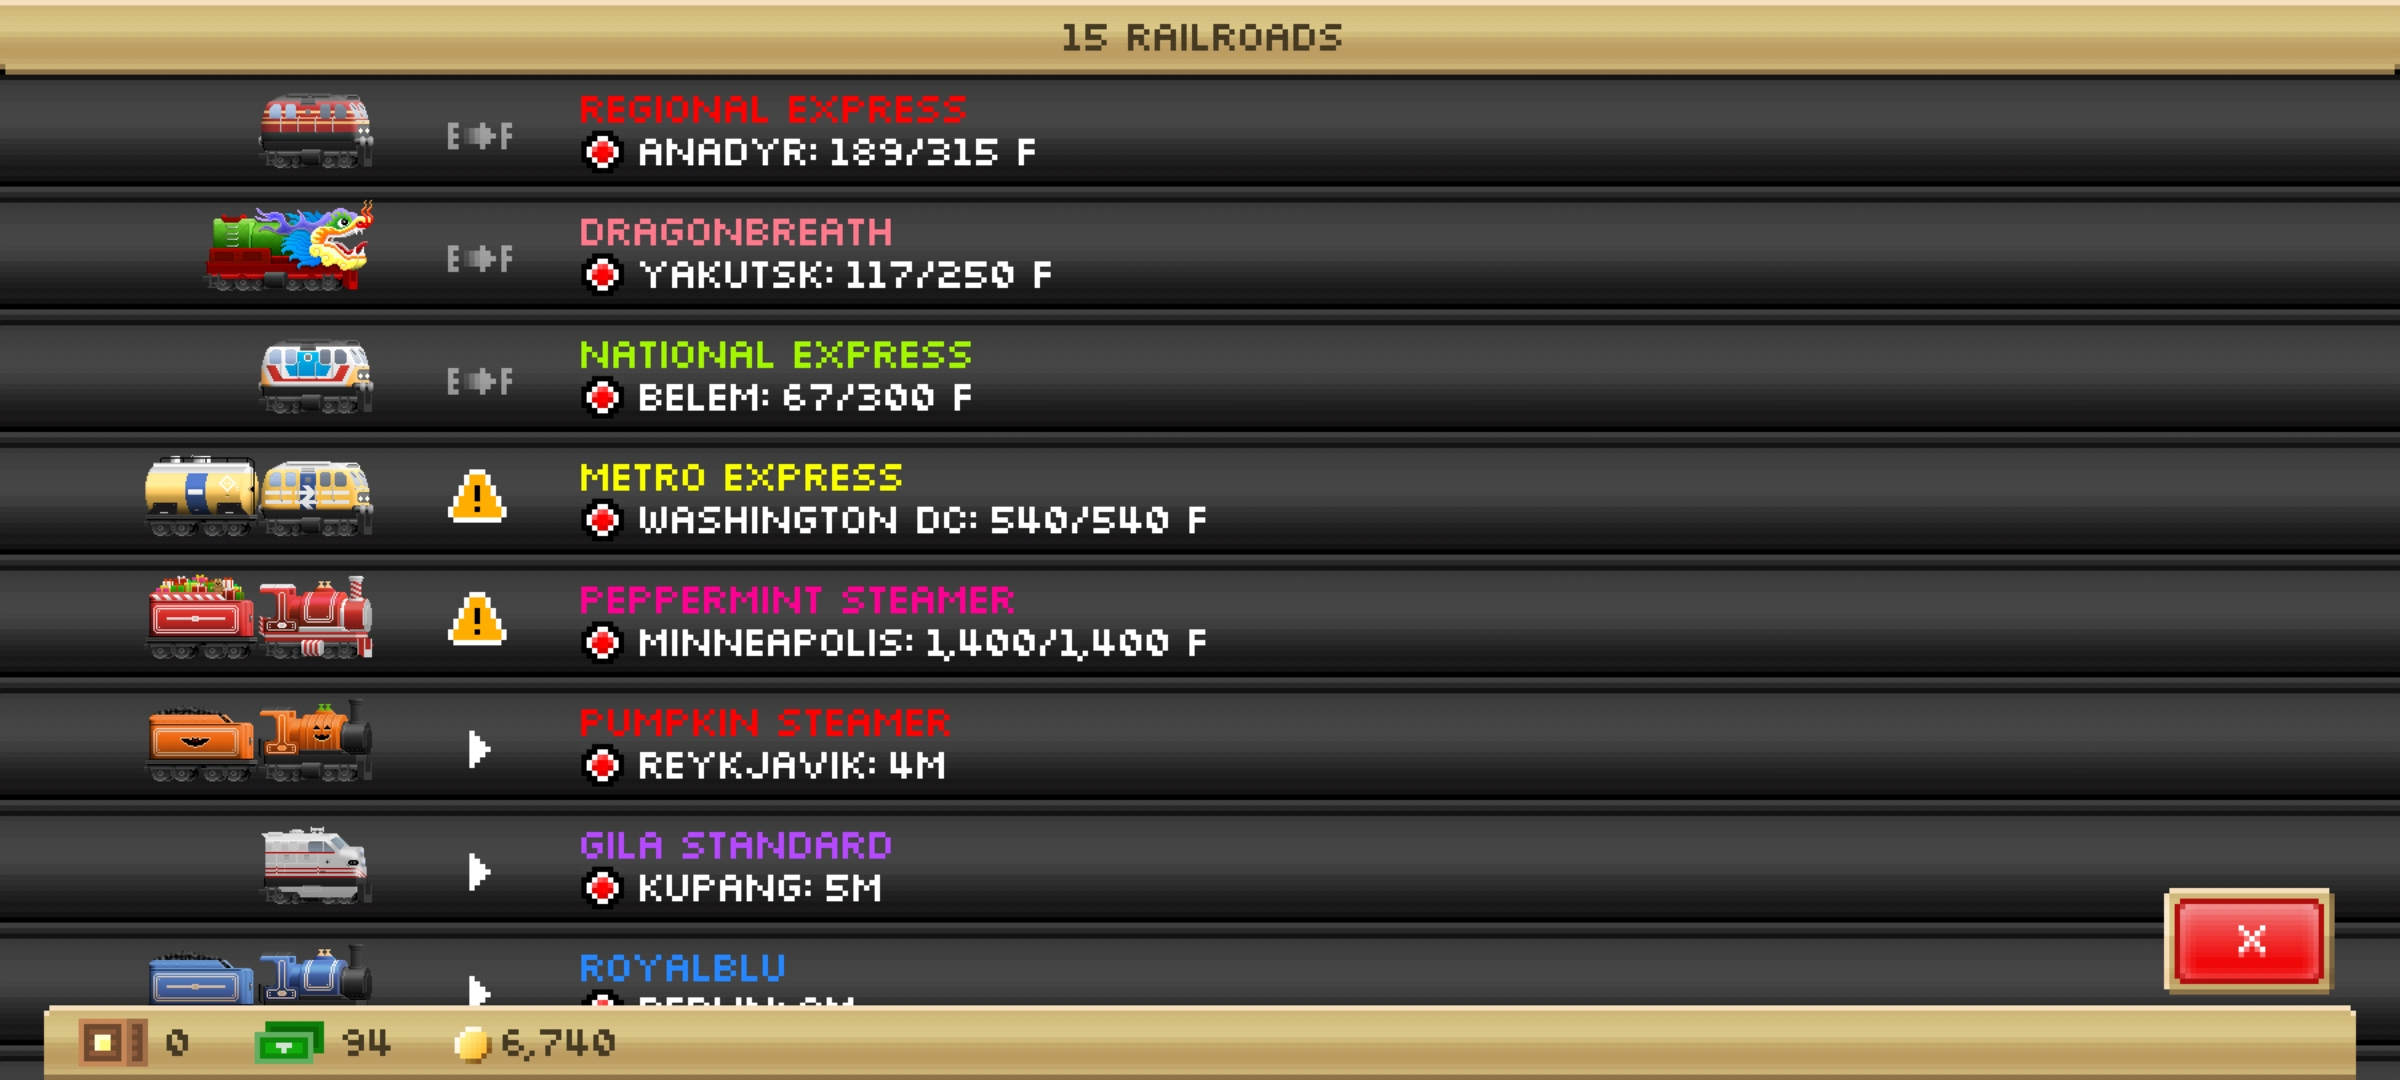 15 RAILROADS
REGIONAL EXPRESS
E F
ANADYR: 189/315 F
DRAGONBREATH
E F
YAKUTSK: 117/250 F
NATIONAL EXPRESS
E F
BELEM: 67/300 F
METRO EXPRESS
WASHINGTON DC: 540/540 F
PEPPERMINT STEAMER
MINNEAPOLIS: 1,400/1,400 F
PUMPKIN STEAMER
REYKJAVIK: 4M
GILA STANDARD
KUPANG: 5M
ROYALBLU
X
0 94 6,740